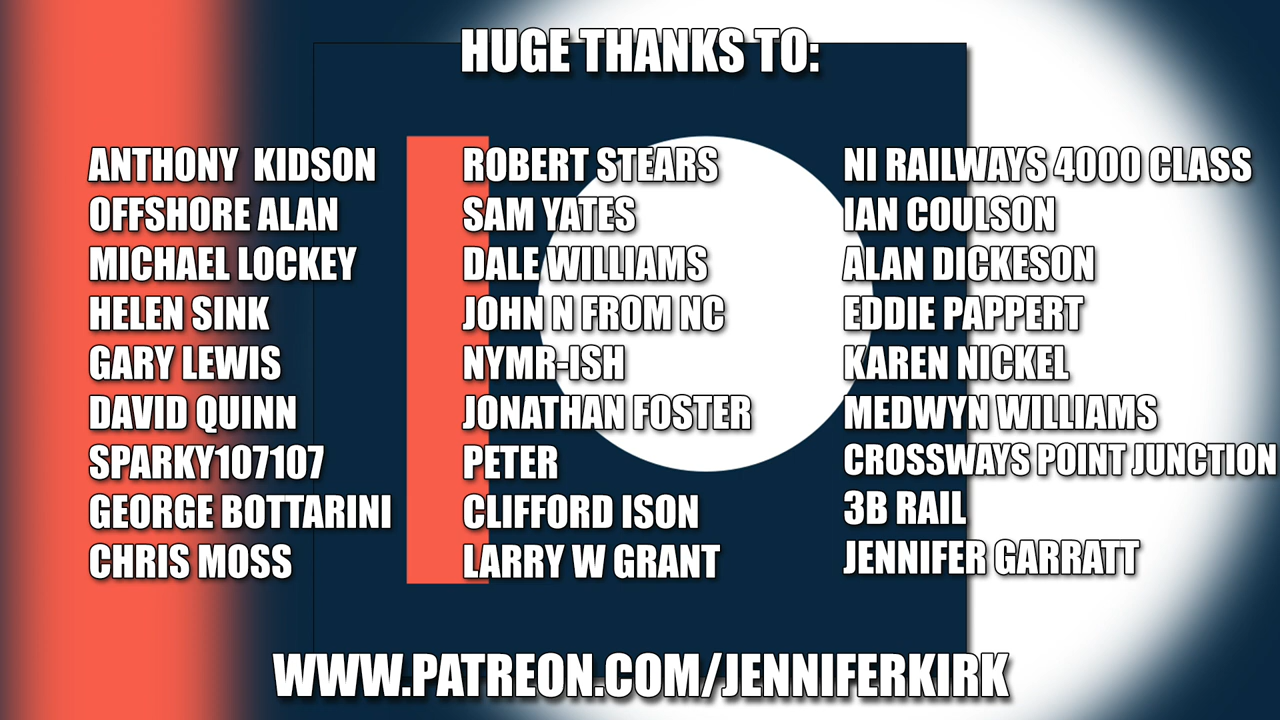 HUGE THANKS TO:
ANTHONY KIDSON
OFFSHORE ALAN
MICHAEL LOCKEY
HELEN SINK
GARY LEWIS
DAVID QUINN
SPARKY107107
GEORGE BOTTARINI
CHRIS MOSS
ROBERT STEARS
SAM YATES
DALE WILLIAMS
JOHN N FROM NC
NYMR-ISH
JONATHAN FOSTER
PETER
CLIFFORD ISON
LARRY W GRANT
NI RAILWAYS 4000 CLASS
IAN COULSON
ALAN DICKESON
EDDIE PAPPERT
KAREN NICKEL
MEDWYN WILLIAMS
CROSSWAYS POINT JUNCTION
3B RAIL
JENNIFER GARRATT
WWW.PATREON.COM/JENNIFERKIRK